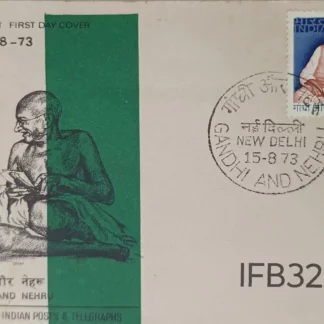 FIRST DAY COVER
8-73
INDIA
गांधी और
नई दिल्ली
NEW DELHI
15-8 73
GANDHI AND NEHRU
IFB32
और नेहरू
AND NEHRU
INDIAN POSTS & TELEGRAPHS